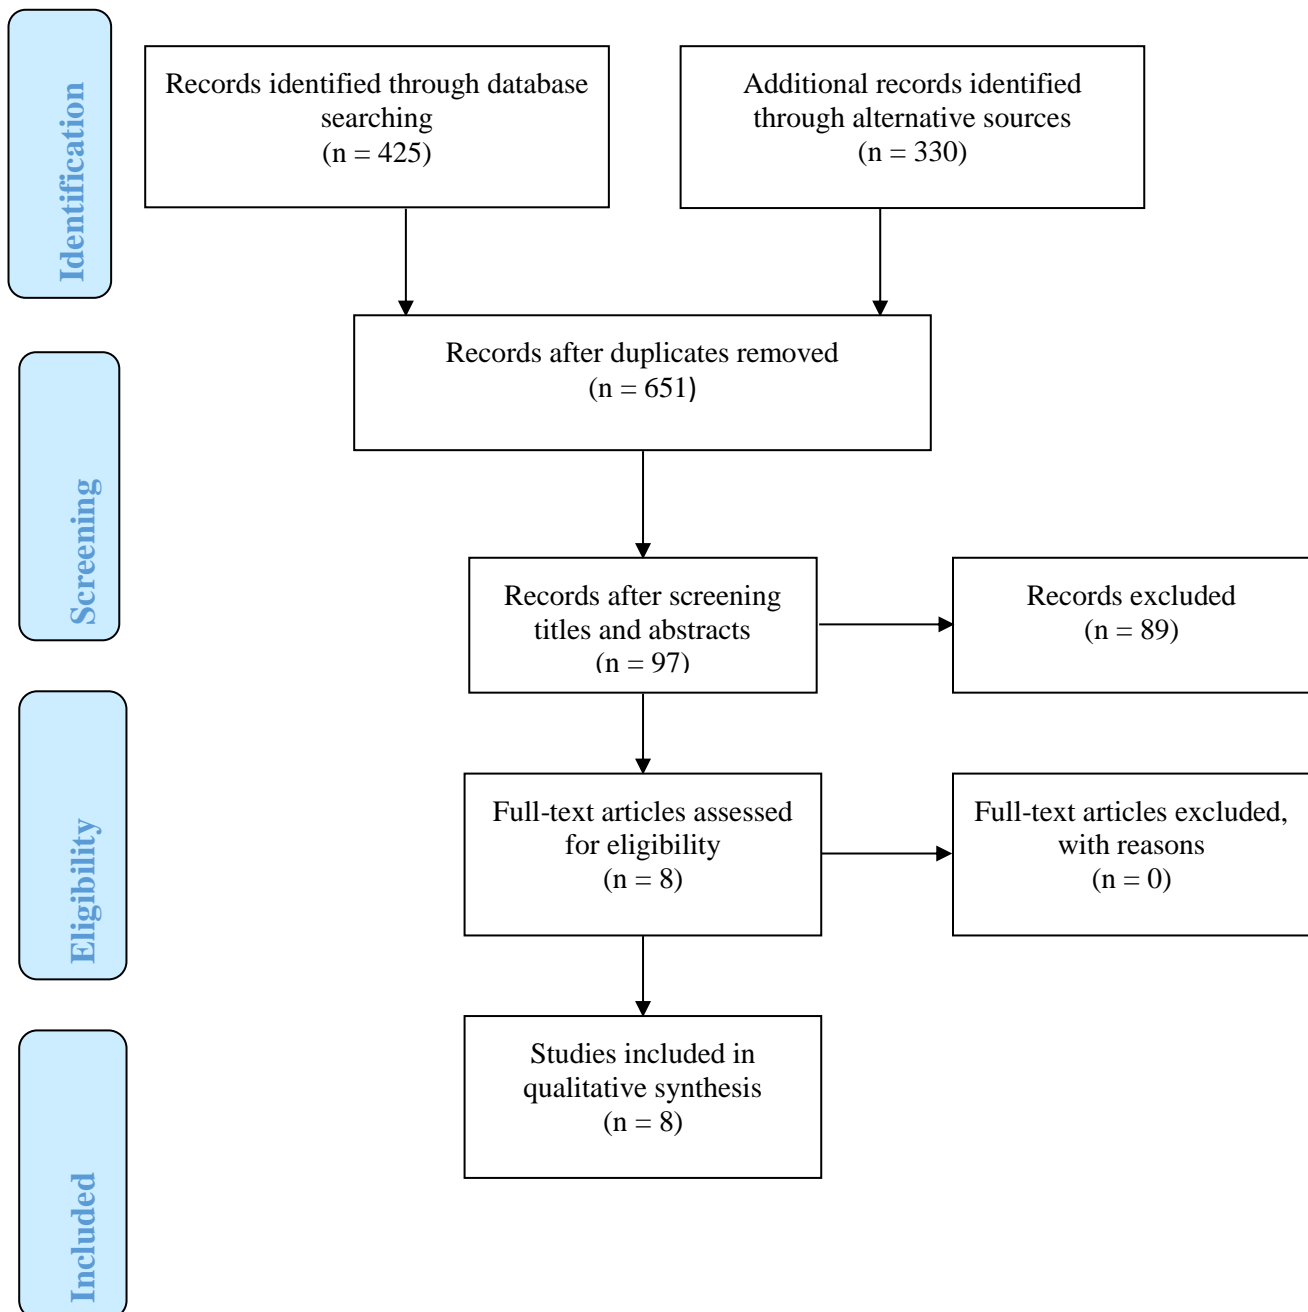 Identification
Records identified through database
searching
(n = 425)
Additional records identified
through alternative sources
(n = 330)
Records after duplicates removed
(n = 651)
Screening
Records after screening
titles and abstracts
(n = 97)
Records excluded
(n = 89)
Eligibility
Full-text articles assessed
for eligibility
(n = 8)
Full-text articles excluded,
with reasons
(n = 0)
Included
Studies included in
qualitative synthesis
(n = 8)